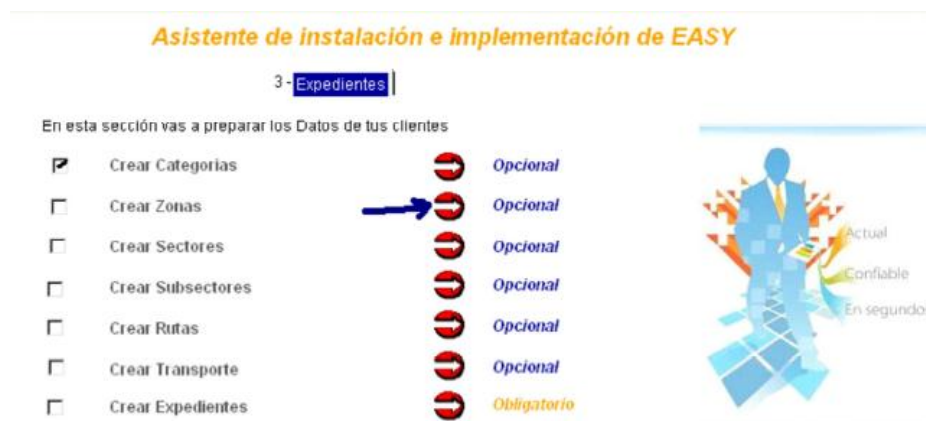 Asistente de instalación e implementación de EASY
3 - Expedientes
En esta sección vas a preparar los Datos de tus clientes
Crear Categorias Opcional
Crear Zonas Opcional
Crear Sectores Opcional
Crear Subsectores Opcional
Crear Rutas Opcional
Crear Transporte Opcional
Crear Expedientes Obligatorio
Actual
Confiable
En segundo